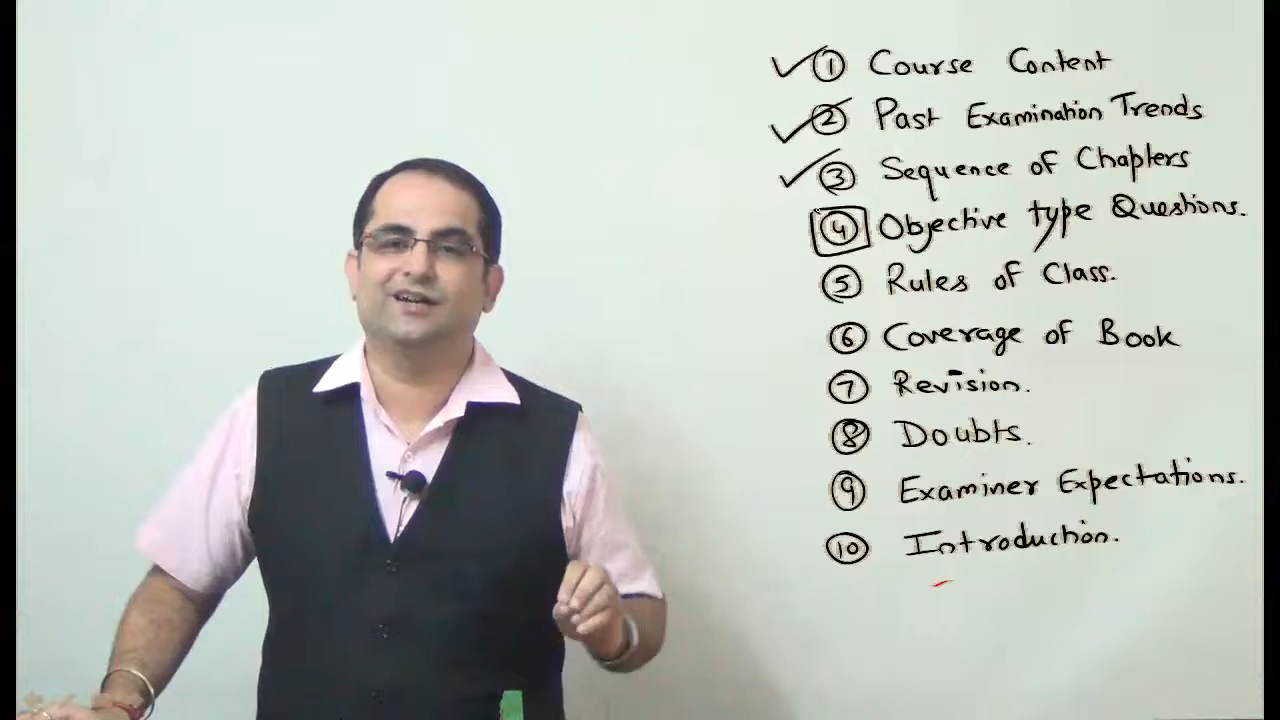 ① Course Content
② Past Examination Trends
③ Sequence of Chapters
④ Objective type Questions.
⑤ Rules of Class.
⑥ Coverage of Book
⑦ Revision.
⑧ Doubts.
⑨ Examiner Expectations.
⑩ Introduction.